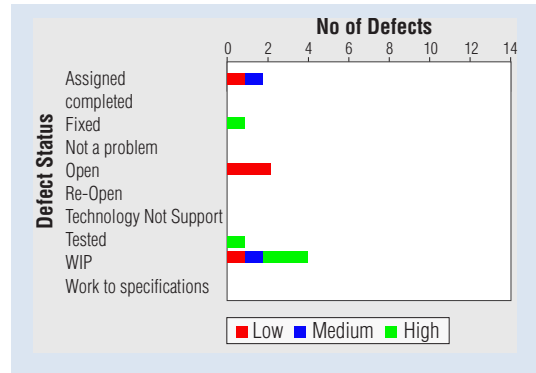 No of Defects
0 2 4 6 8 10 12 14
Defect Status
Assigned
completed
Fixed
Not a problem
Open
Re-Open
Technology Not Support
Tested
WIP
Work to specifications
Low Medium High